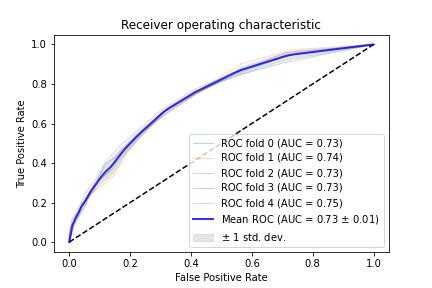 Receiver operating characteristic
True Positive Rate
1.0
0.8
0.6
0.4
0.2
0.0
ROC fold 0 (AUC = 0.73)
ROC fold 1 (AUC = 0.74)
ROC fold 2 (AUC = 0.73)
ROC fold 3 (AUC = 0.73)
ROC fold 4 (AUC = 0.75)
Mean ROC (AUC = 0.73 ± 0.01)
± 1 std. dev.
0.0 0.2 0.4 0.6 0.8 1.0
False Positive Rate